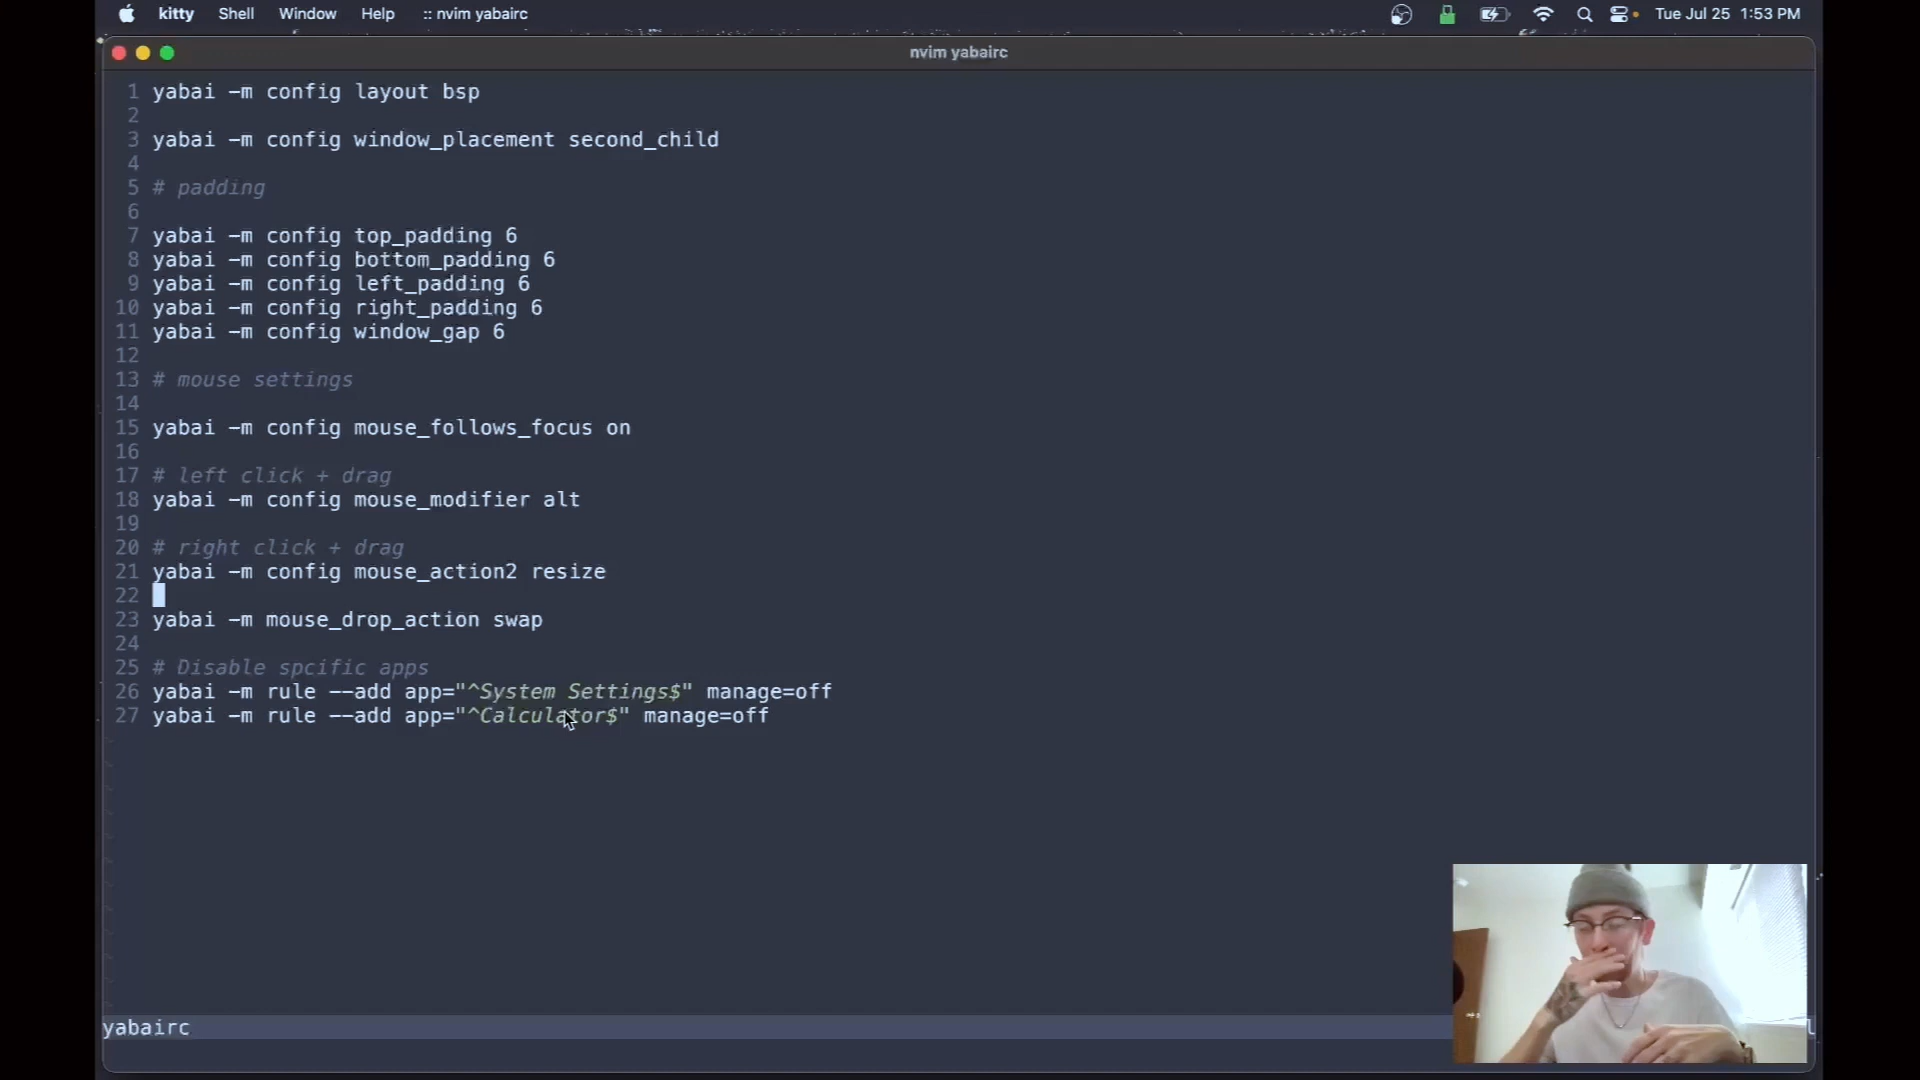 kitty Shell Window Help :: nvim yabairc Tue Jul 25 1:53 PM
nvim yabairc
1 yabai -m config layout bsp
2
3 yabai -m config window_placement second_child
4
5 # padding
6
7 yabai -m config top_padding 6
8 yabai -m config bottom_padding 6
9 yabai -m config left_padding 6
10 yabai -m config right_padding 6
11 yabai -m config window_gap 6
12
13 # mouse settings
14
15 yabai -m config mouse_follows_focus on
16
17 # left click + drag
18 yabai -m config mouse_modifier alt
19
20 # right click + drag
21 yabai -m config mouse_action2 resize
22
23 yabai -m mouse_drop_action swap
24
25 # Disable spcific apps
26 yabai -m rule --add app="^System Settings$" manage=off
27 yabai -m rule --add app="^Calculator$" manage=off
yabairc